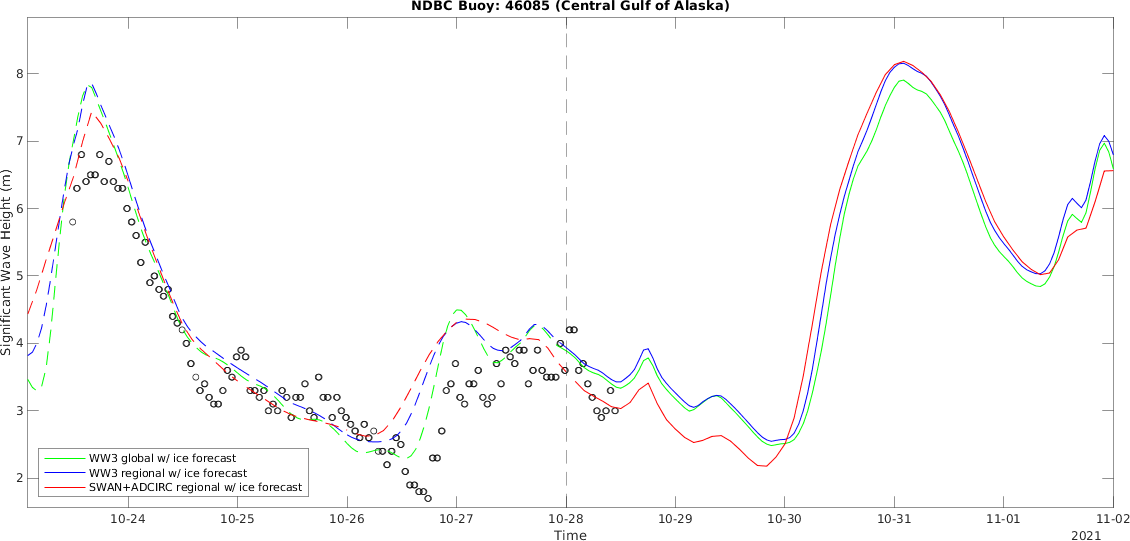 NDBC Buoy: 46085 (Central Gulf of Alaska)
Significant Wave Height (m)
8
7
6
5
4
3
2
WW3 global w/ ice forecast
WW3 regional w/ ice forecast
SWAN+ADCIRC regional w/ ice forecast
10-24 10-25 10-26 10-27 10-28 10-29 10-30 10-31 11-01 11-02
Time
2021